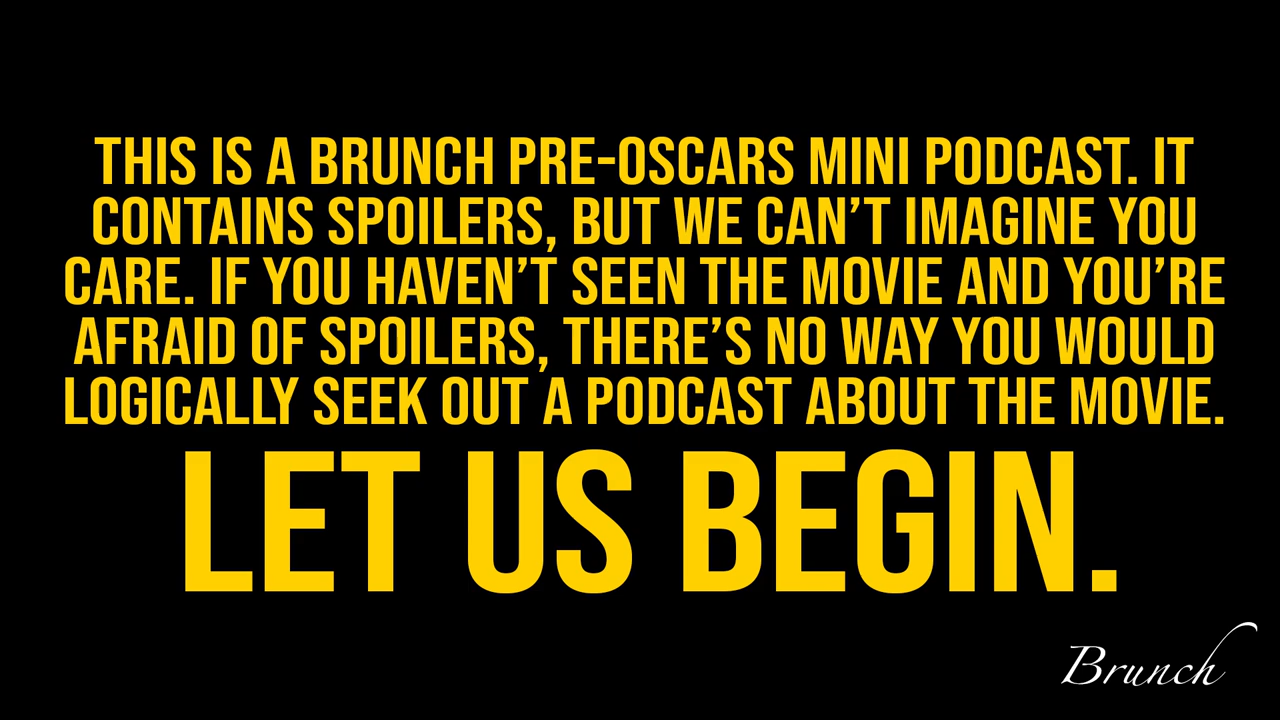 THIS IS A BRUNCH PRE-OSCARS MINI PODCAST. IT
CONTAINS SPOILERS, BUT WE CAN’T IMAGINE YOU
CARE. IF YOU HAVEN’T SEEN THE MOVIE AND YOU’RE
AFRAID OF SPOILERS, THERE’S NO WAY YOU WOULD
LOGICALLY SEEK OUT A PODCAST ABOUT THE MOVIE.
LET US BEGIN.
Brunch